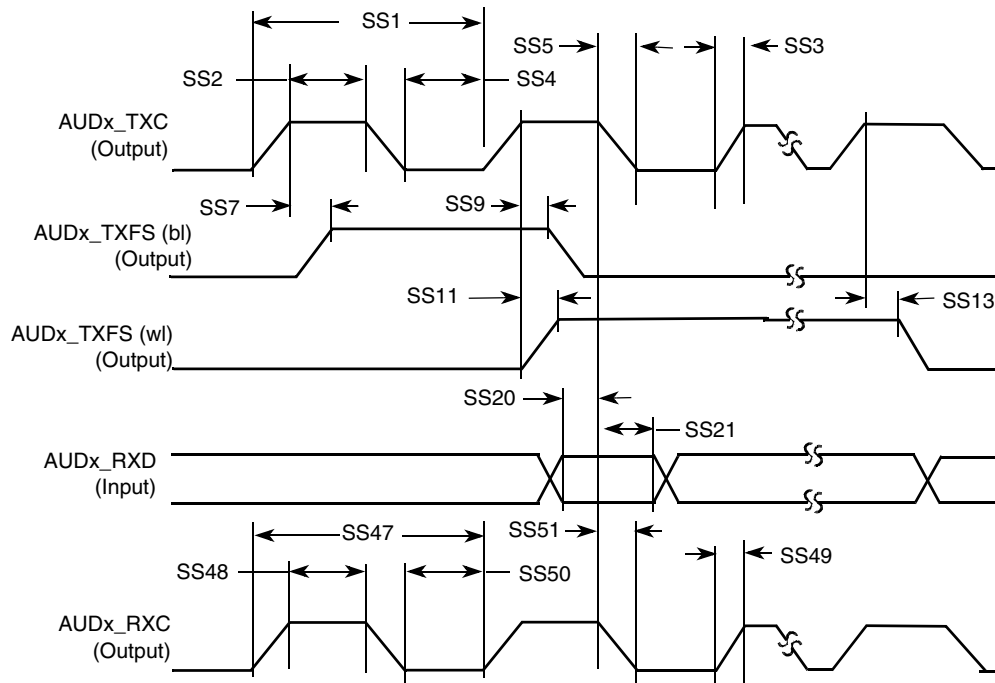 SS1
SS5
SS3
SS2
SS4
AUDx_TXC
(Output)
SS7
SS9
AUDx_TXFS (bl)
(Output)
SS11
SS13
AUDx_TXFS (wl)
(Output)
SS20
SS21
AUDx_RXD
(Input)
SS47
SS51
SS49
SS48
SS50
AUDx_RXC
(Output)